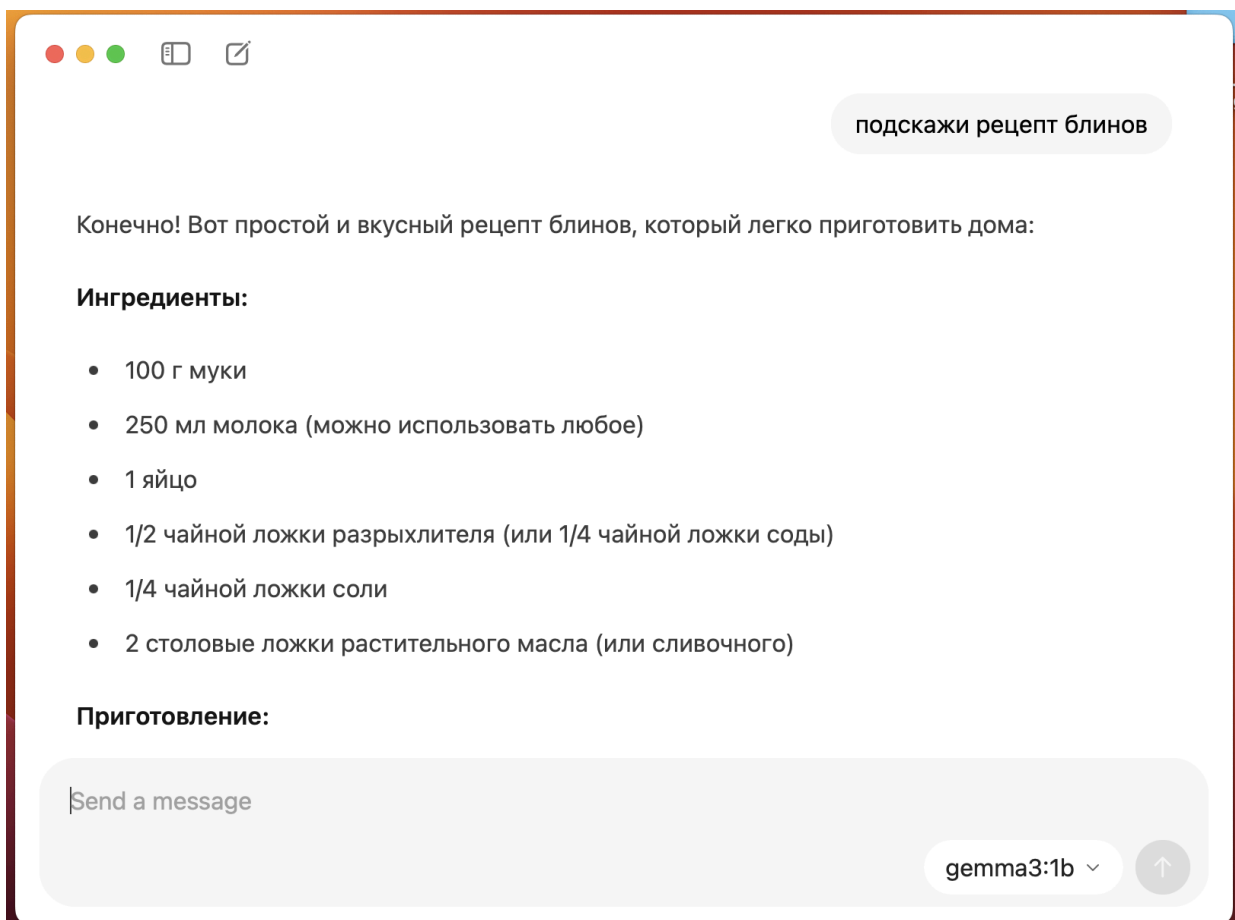 подскажи рецепт блинов
Конечно! Вот простой и вкусный рецепт блинов, который легко приготовить дома:
Ингредиенты:
• 100 г муки
• 250 мл молока (можно использовать любое)
• 1 яйцо
• 1/2 чайной ложки разрыхлителя (или 1/4 чайной ложки соды)
• 1/4 чайной ложки соли
• 2 столовые ложки растительного масла (или сливочного)
Приготовление:
Send a message
gemma3:1b